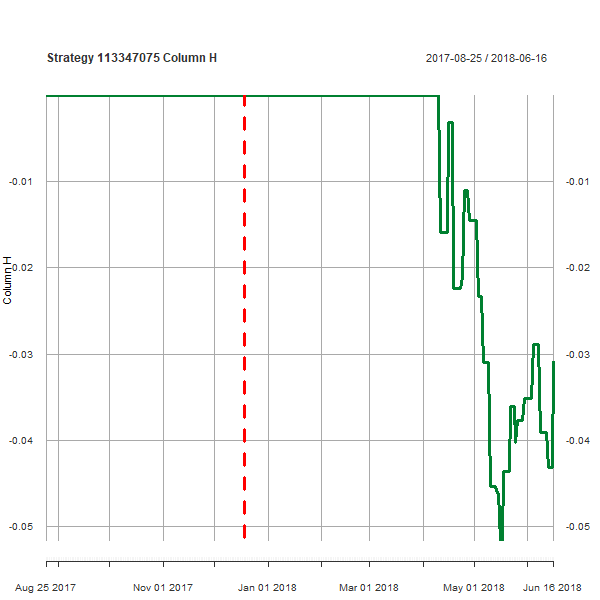 Strategy 113347075 Column H
2017-08-25 / 2018-06-16
Column H
-0.01
-0.02
-0.03
-0.04
-0.05
-0.01
-0.02
-0.03
-0.04
-0.05
Aug 25 2017
Nov 01 2017
Jan 01 2018
Mar 01 2018
May 01 2018
Jun 16 2018